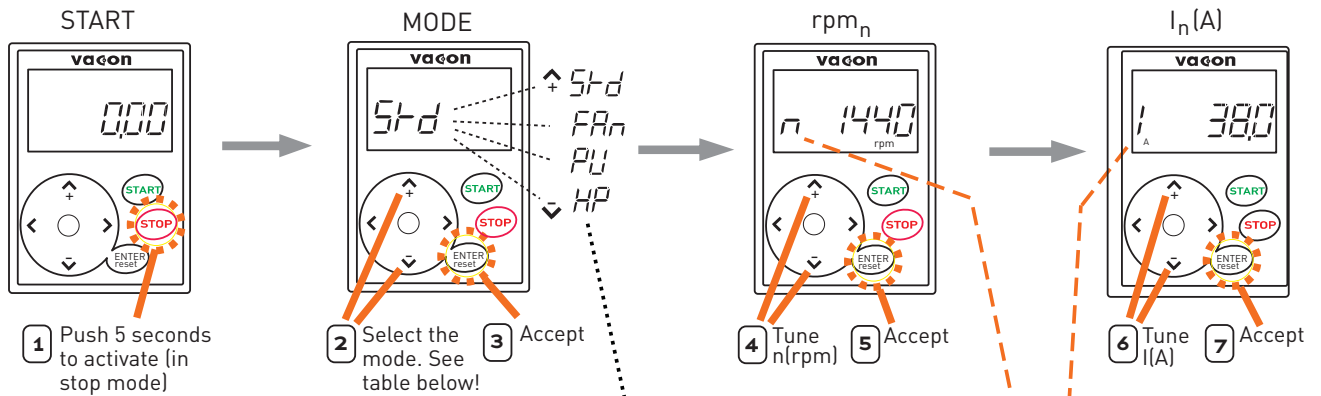 START
vacon
0,00
START
STOP
ENTER
reset
+
-
1 Push 5 seconds
to activate (in
stop mode)
MODE
vacon
Std
+ Std
FAn
PU
- HP
START
STOP
ENTER
reset
+
-
2 Select the
mode. See
table below!
3 Accept
rpmn
vacon
n 1440
rpm
START
STOP
ENTER
reset
+
-
4 Tune
n(rpm)
5 Accept
In(A)
vacon
I 38,0
A
START
STOP
ENTER
reset
+
-
6 Tune
I(A)
7 Accept